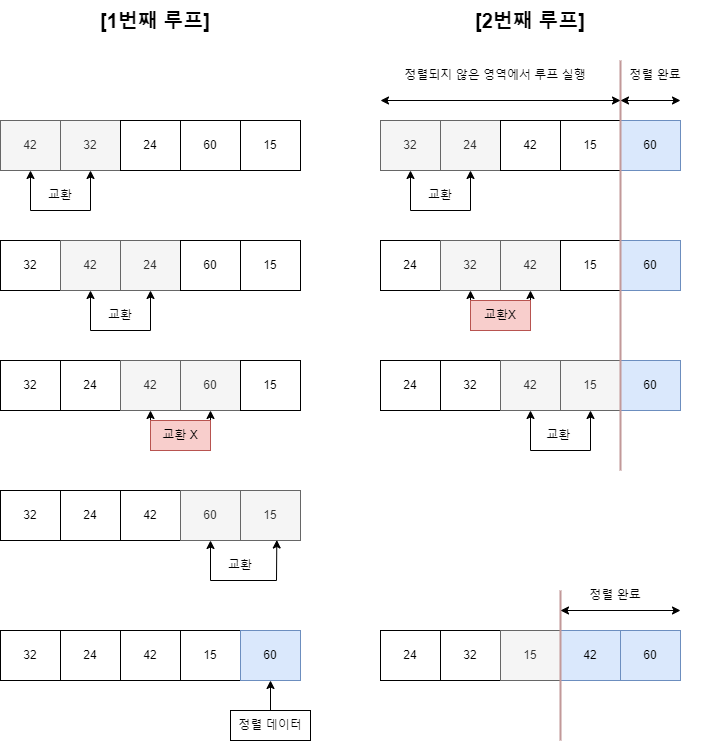 [1번째 루프]
42 32 24 60 15
교환
32 42 24 60 15
교환
32 24 42 60 15
교환 X
32 24 42 60 15
교환
32 24 42 15 60
정렬 데이터
[2번째 루프]
정렬되지 않은 영역에서 루프 실행 정렬 완료
32 24 42 15 60
교환
24 32 42 15 60
교환X
24 32 42 15 60
교환
정렬 완료
24 32 15 42 60